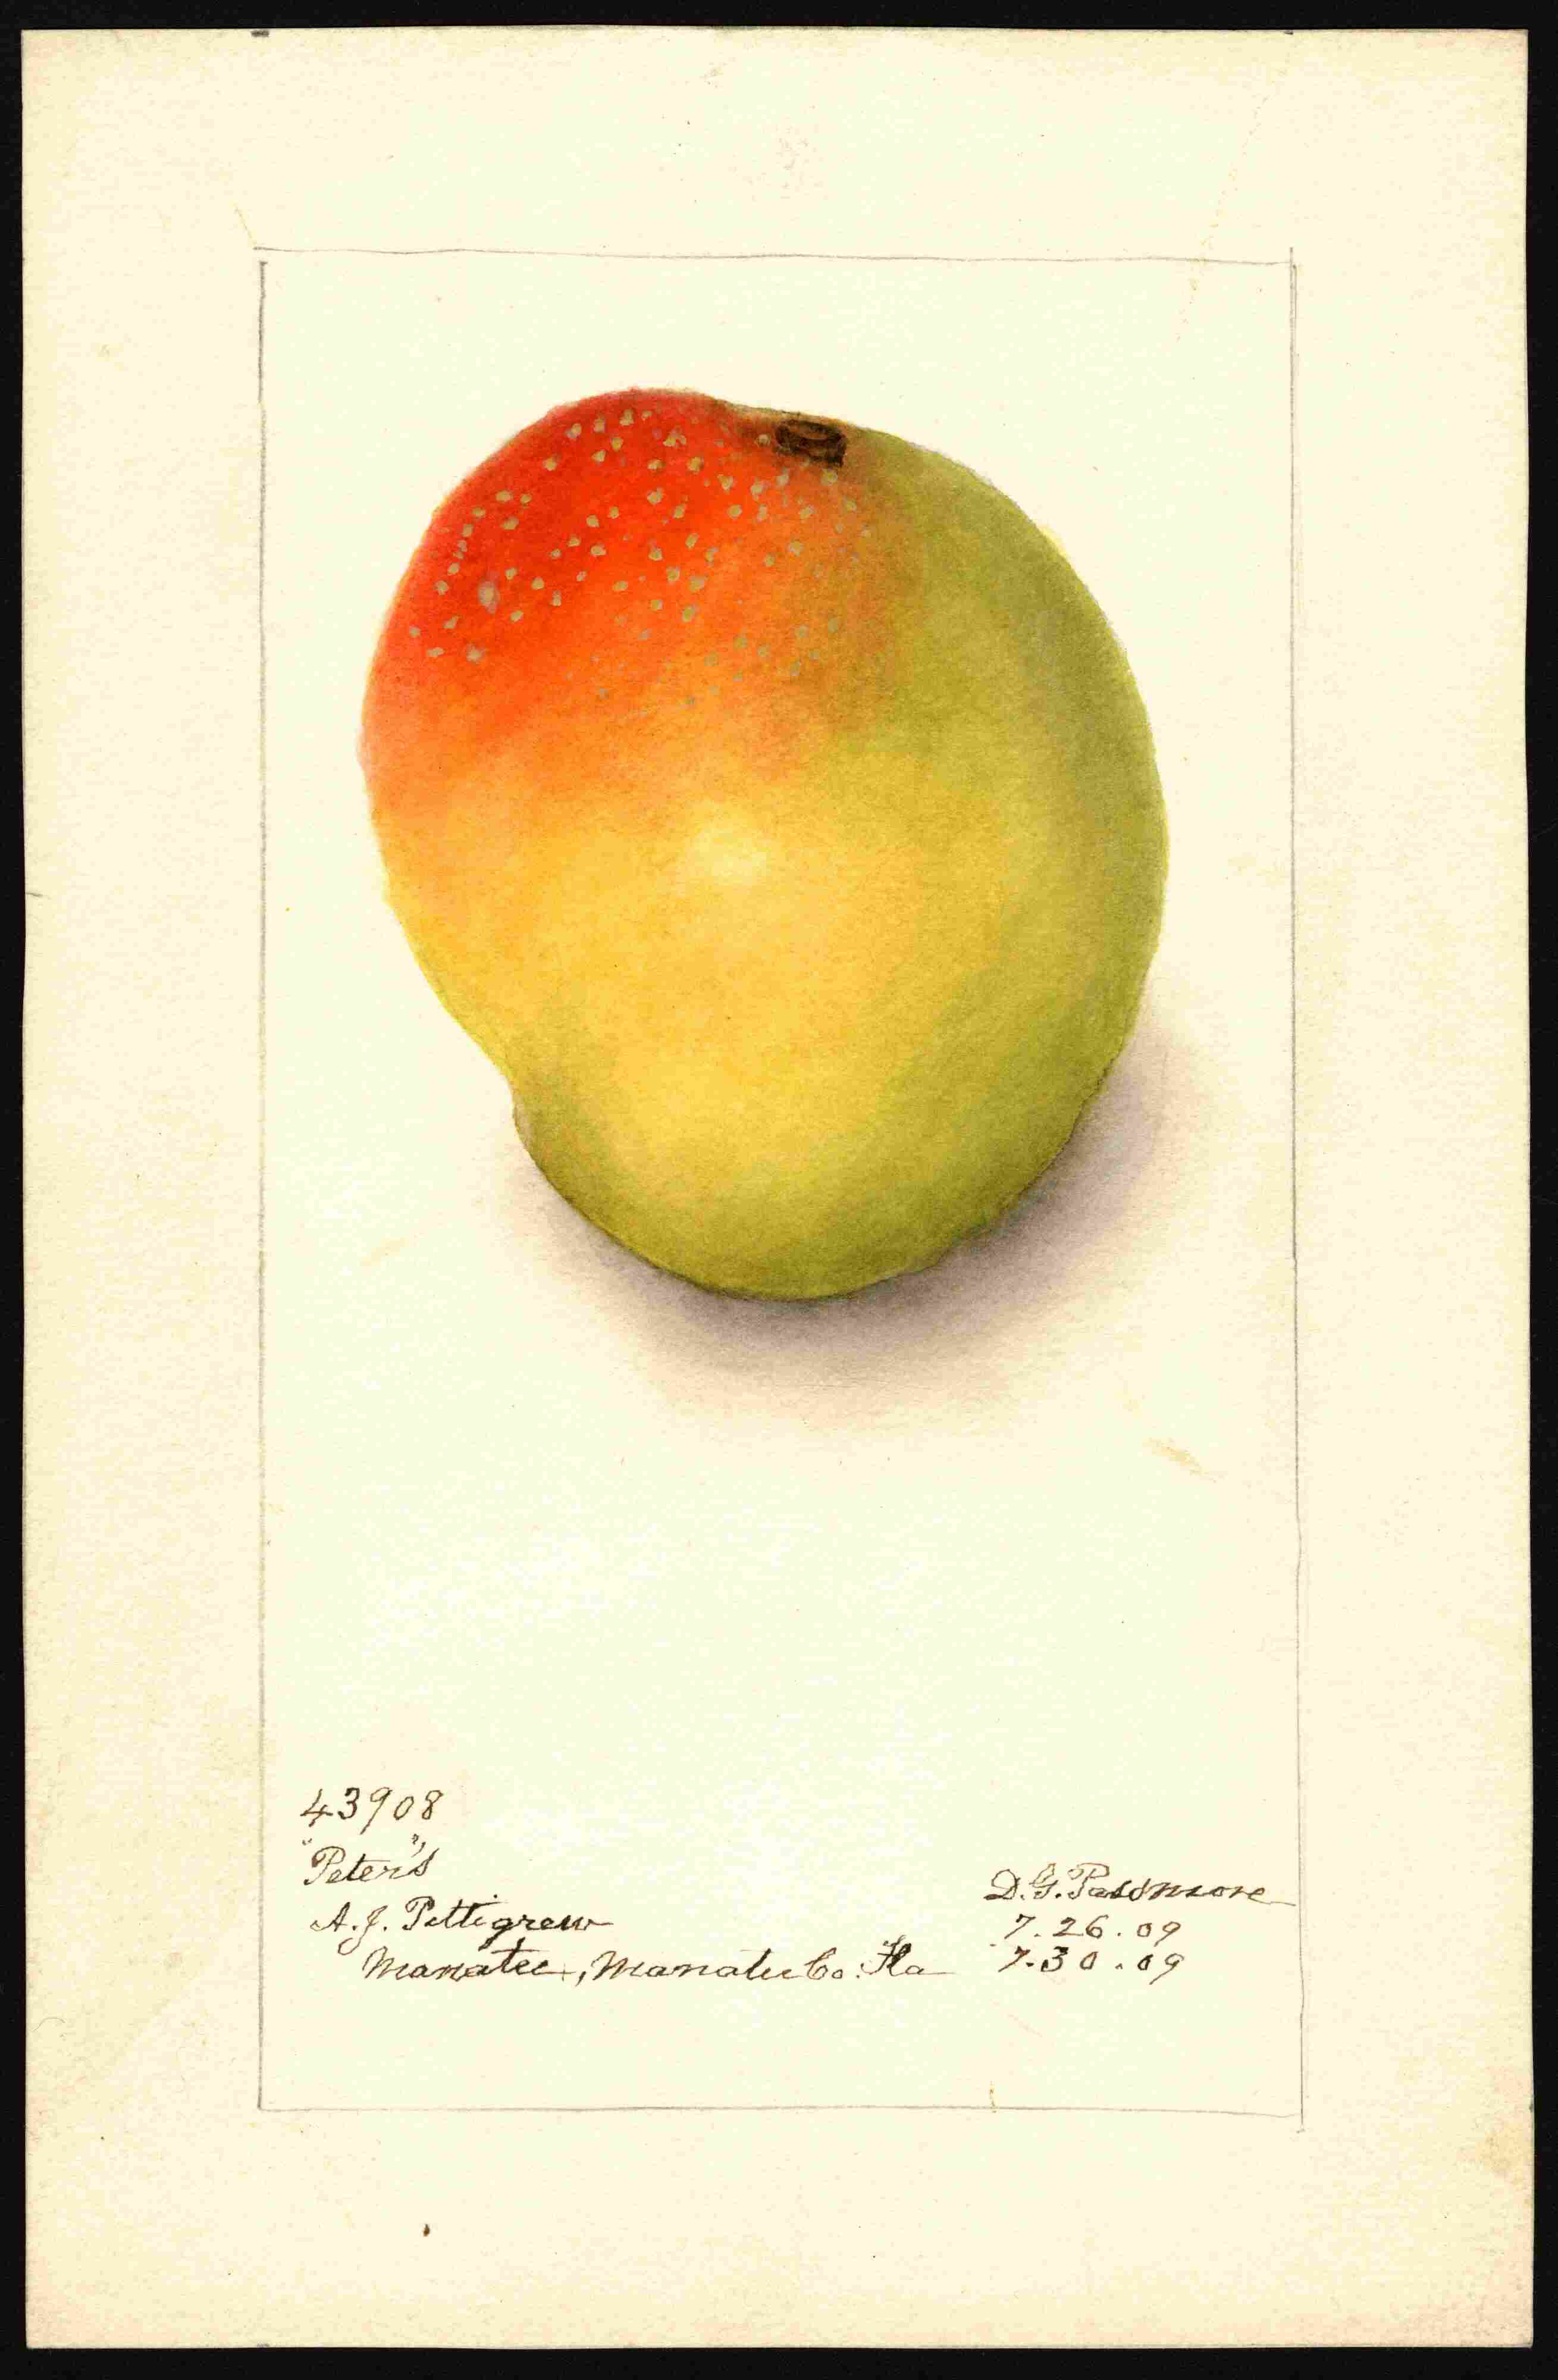 43908
"Peter's"
A. J. Pettigrew
Manatee, Manatee Co. Fla
D. G. Passmore
7. 26. 09
7. 30. 09